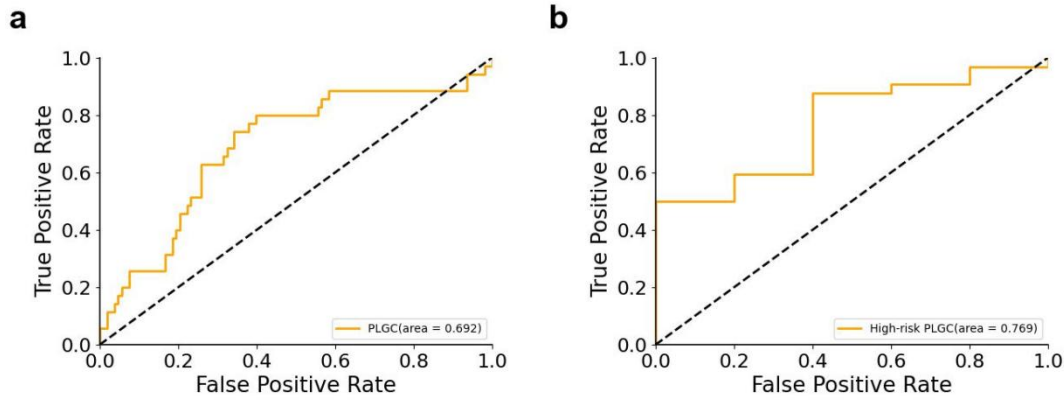 a
1.0
0.8
0.6
0.4
0.2
0.0
True Positive Rate
0.0 0.2 0.4 0.6 0.8 1.0
False Positive Rate
PLGC(area = 0.692)
b
1.0
0.8
0.6
0.4
0.2
0.0
True Positive Rate
0.0 0.2 0.4 0.6 0.8 1.0
False Positive Rate
High-risk PLGC(area = 0.769)